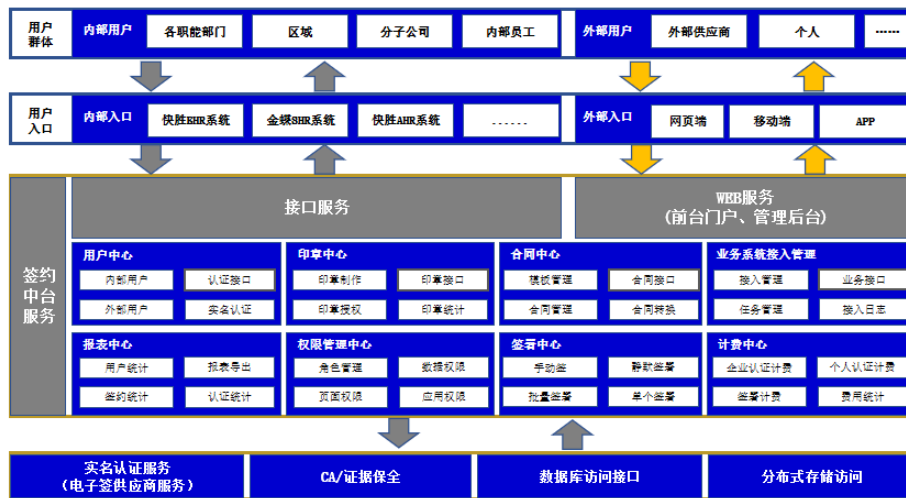 用户
群体
内部用户
各职能部门
区域
分子公司
内部员工
外部用户
外部供应商
个人
……
用户
入口
内部入口
快胜EHR系统
金蝶SHR系统
快胜AHR系统
......
外部入口
网页端
移动端
APP
签约
中台
服务
接口服务
WEB服务
(前台门户、管理后台)
用户中心
内部用户
认证接口
外部用户
实名认证
印章中心
印章制作
印章接口
印章授权
印章统计
合同中心
模板管理
合同接口
合同管理
合同转换
业务系统接入管理
接入管理
业务接口
任务管理
接入日志
报表中心
用户统计
报表导出
签约统计
认证统计
权限管理中心
角色管理
数据权限
页面权限
应用权限
签署中心
手动签
静默签署
批量签署
单个签署
计费中心
企业认证计费
个人认证计费
签署计费
费用统计
实名认证服务
（电子签供应商服务）
CA/证据保全
数据库访问接口
分布式存储访问